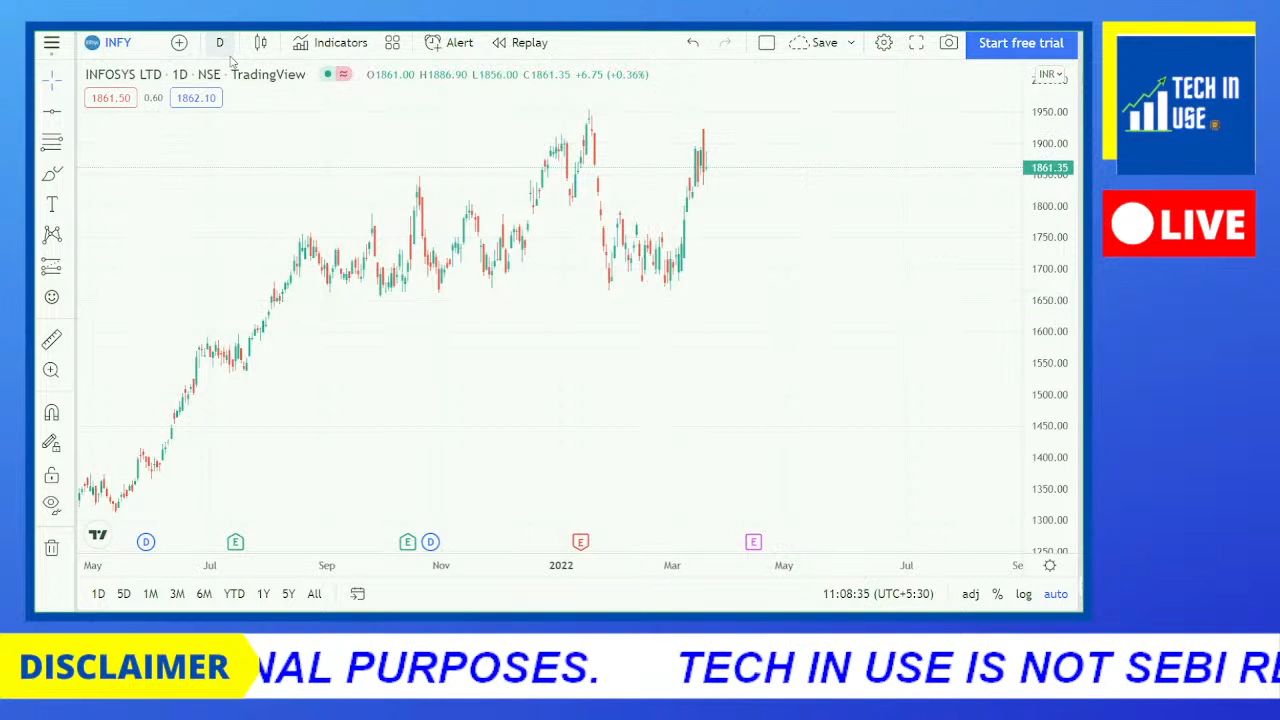 INFY
D
Indicators
Alert
Replay
Save
Start free trial
INFOSYS LTD · 1D · NSE · TradingView
O1861.00 H1886.90 L1856.00 C1861.35 +6.75 (+0.36%)
INR
1861.50
0.60
1862.10
1950.00
1900.00
1861.35
1850.00
1800.00
1750.00
1700.00
1650.00
1600.00
1550.00
1500.00
1450.00
1400.00
1350.00
1300.00
1250.00
D
E
E
D
E
E
May
Jul
Sep
Nov
2022
Mar
May
Jul
Se
1D 5D 1M 3M 6M YTD 1Y 5Y All
11:08:35 (UTC+5:30)
adj % log auto
TECH IN
USE
LIVE
DISCLAIMER
NAL PURPOSES. TECH IN USE IS NOT SEBI RE